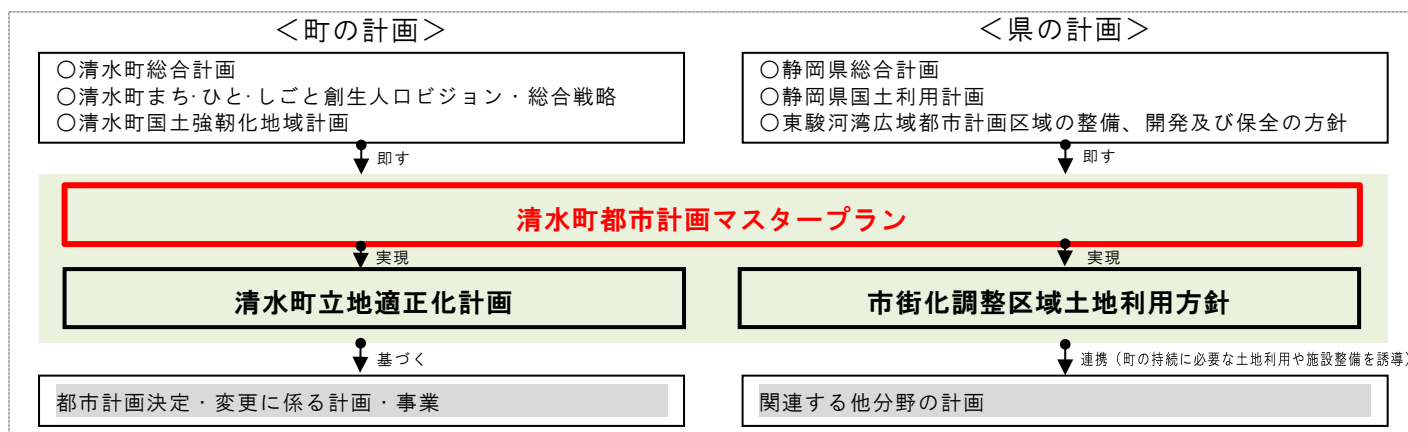 ＜町の計画＞
＜県の計画＞
○清水町総合計画
○清水町まち･ひと･しごと創生人口ビジョン・総合戦略
○清水町国土強靭化地域計画
○静岡県総合計画
○静岡県国土利用計画
○東駿河湾広域都市計画区域の整備、開発及び保全の方針
即す
即す
清水町都市計画マスタープラン
実現
実現
清水町立地適正化計画
市街化調整区域土地利用方針
基づく
連携（町の持続に必要な土地利用や施設整備を誘導）
都市計画決定・変更に係る計画・事業
関連する他分野の計画